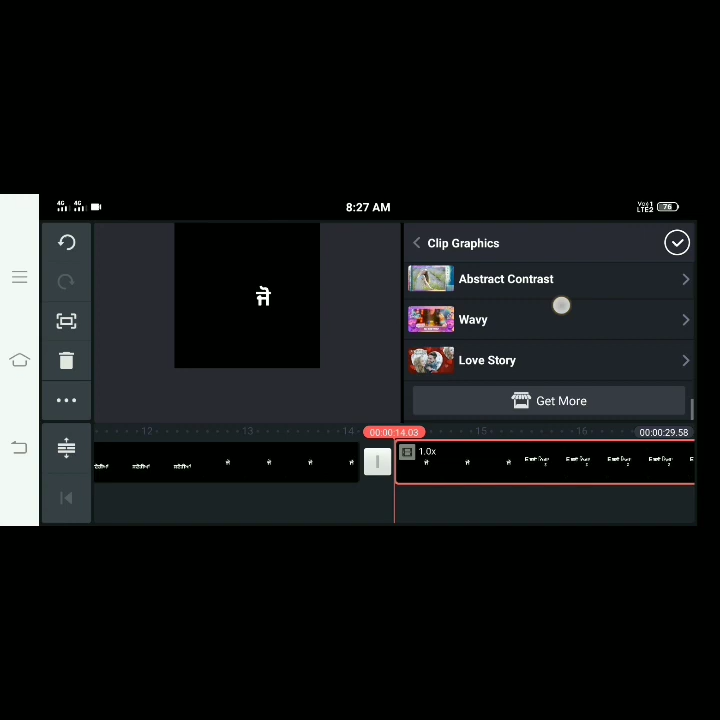 4G 4G
8:27 AM
LTE2 76
Clip Graphics
Abstract Contrast
ਜੋ
Wavy
Love Story
Get More
12 13 14 00:00:14.03 15 16 00:00:29.58
1.0x